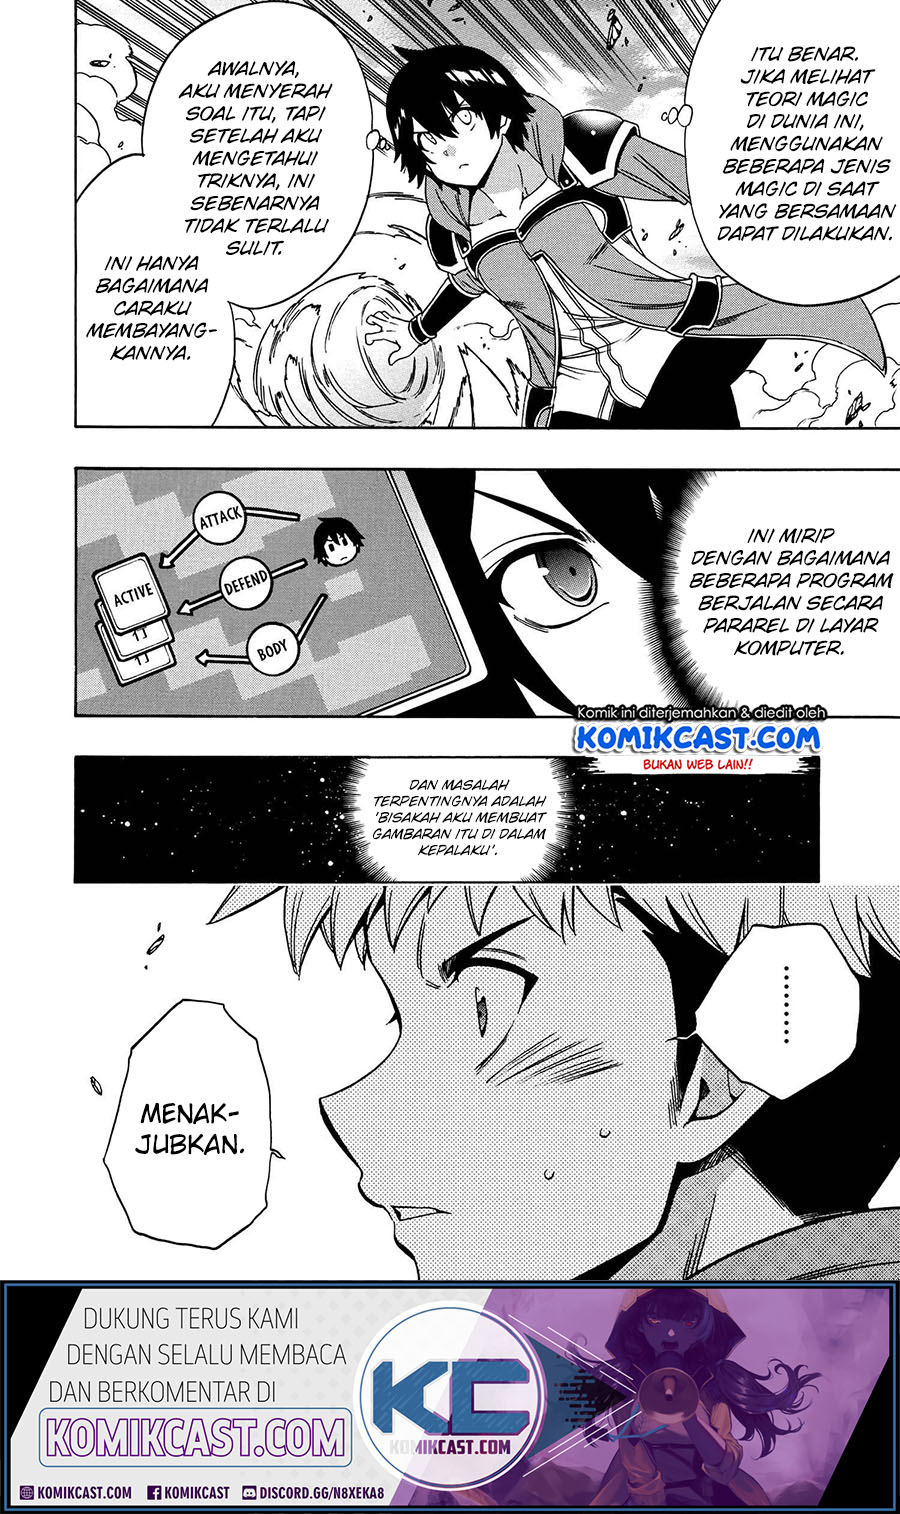 ITU BENAR.
JIKA MELIHAT
TEORI MAGIC
DI DUNIA INI,
MENGGUNAKAN
BEBERAPA JENIS
MAGIC DI SAAT
YANG BERSAMAAN
DAPAT DILAKUKAN.
AWALNYA,
AKU MENYERAH
SOAL ITU, TAPI
SETELAH AKU
MENGETAHUI
TRIKNYA, INI
SEBENARNYA
TIDAK TERLALU
SULIT.
INI HANYA
BAGAIMANA
CARAKU
MEMBAYANG-
KANNYA.
INI MIRIP
DENGAN BAGAIMANA
BEBERAPA PROGRAM
BERJALAN SECARA
PARAREL DI LAYAR
KOMPUTER.
ATTACK
DEFEND
BODY
ACTIVE
Komik ini diterjemahkan & diedit oleh
KOMIKCAST.COM
BUKAN WEB LAIN!!
DAN MASALAH
TERPENTINGNYA ADALAH
'BISAKAH AKU MEMBUAT
GAMBARAN ITU DI DALAM
KEPALAKU'.
.........
MENAK-
JUBKAN.
DUKUNG TERUS KAMI
DENGAN SELALU MEMBACA
DAN BERKOMENTAR DI
KOMIKCAST.COM
KC
KOMIKCAST.COM
KOMIKCAST.COM
KOMIKCAST
DISCORD.GG/N8XEKA8